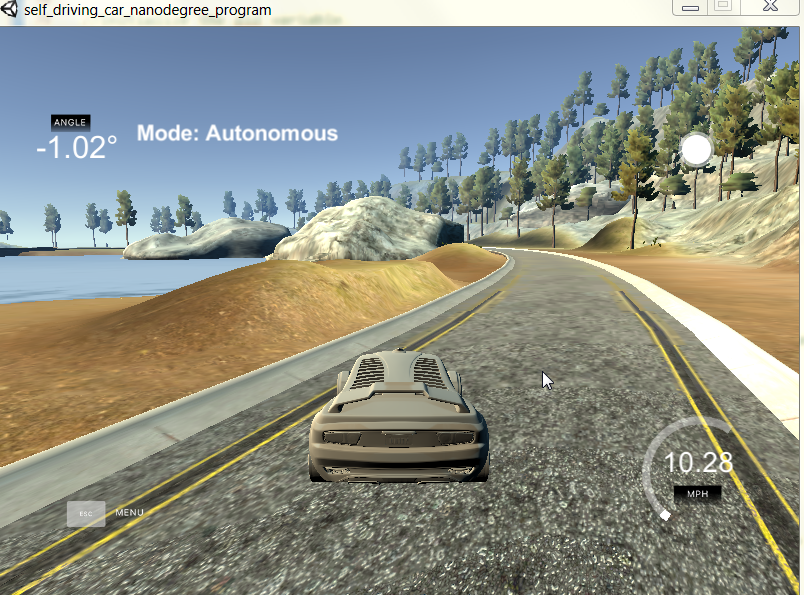 self_driving_car_nanodegree_program
ANGLE
-1.02°
Mode: Autonomous
10.28
MPH
ESC
MENU